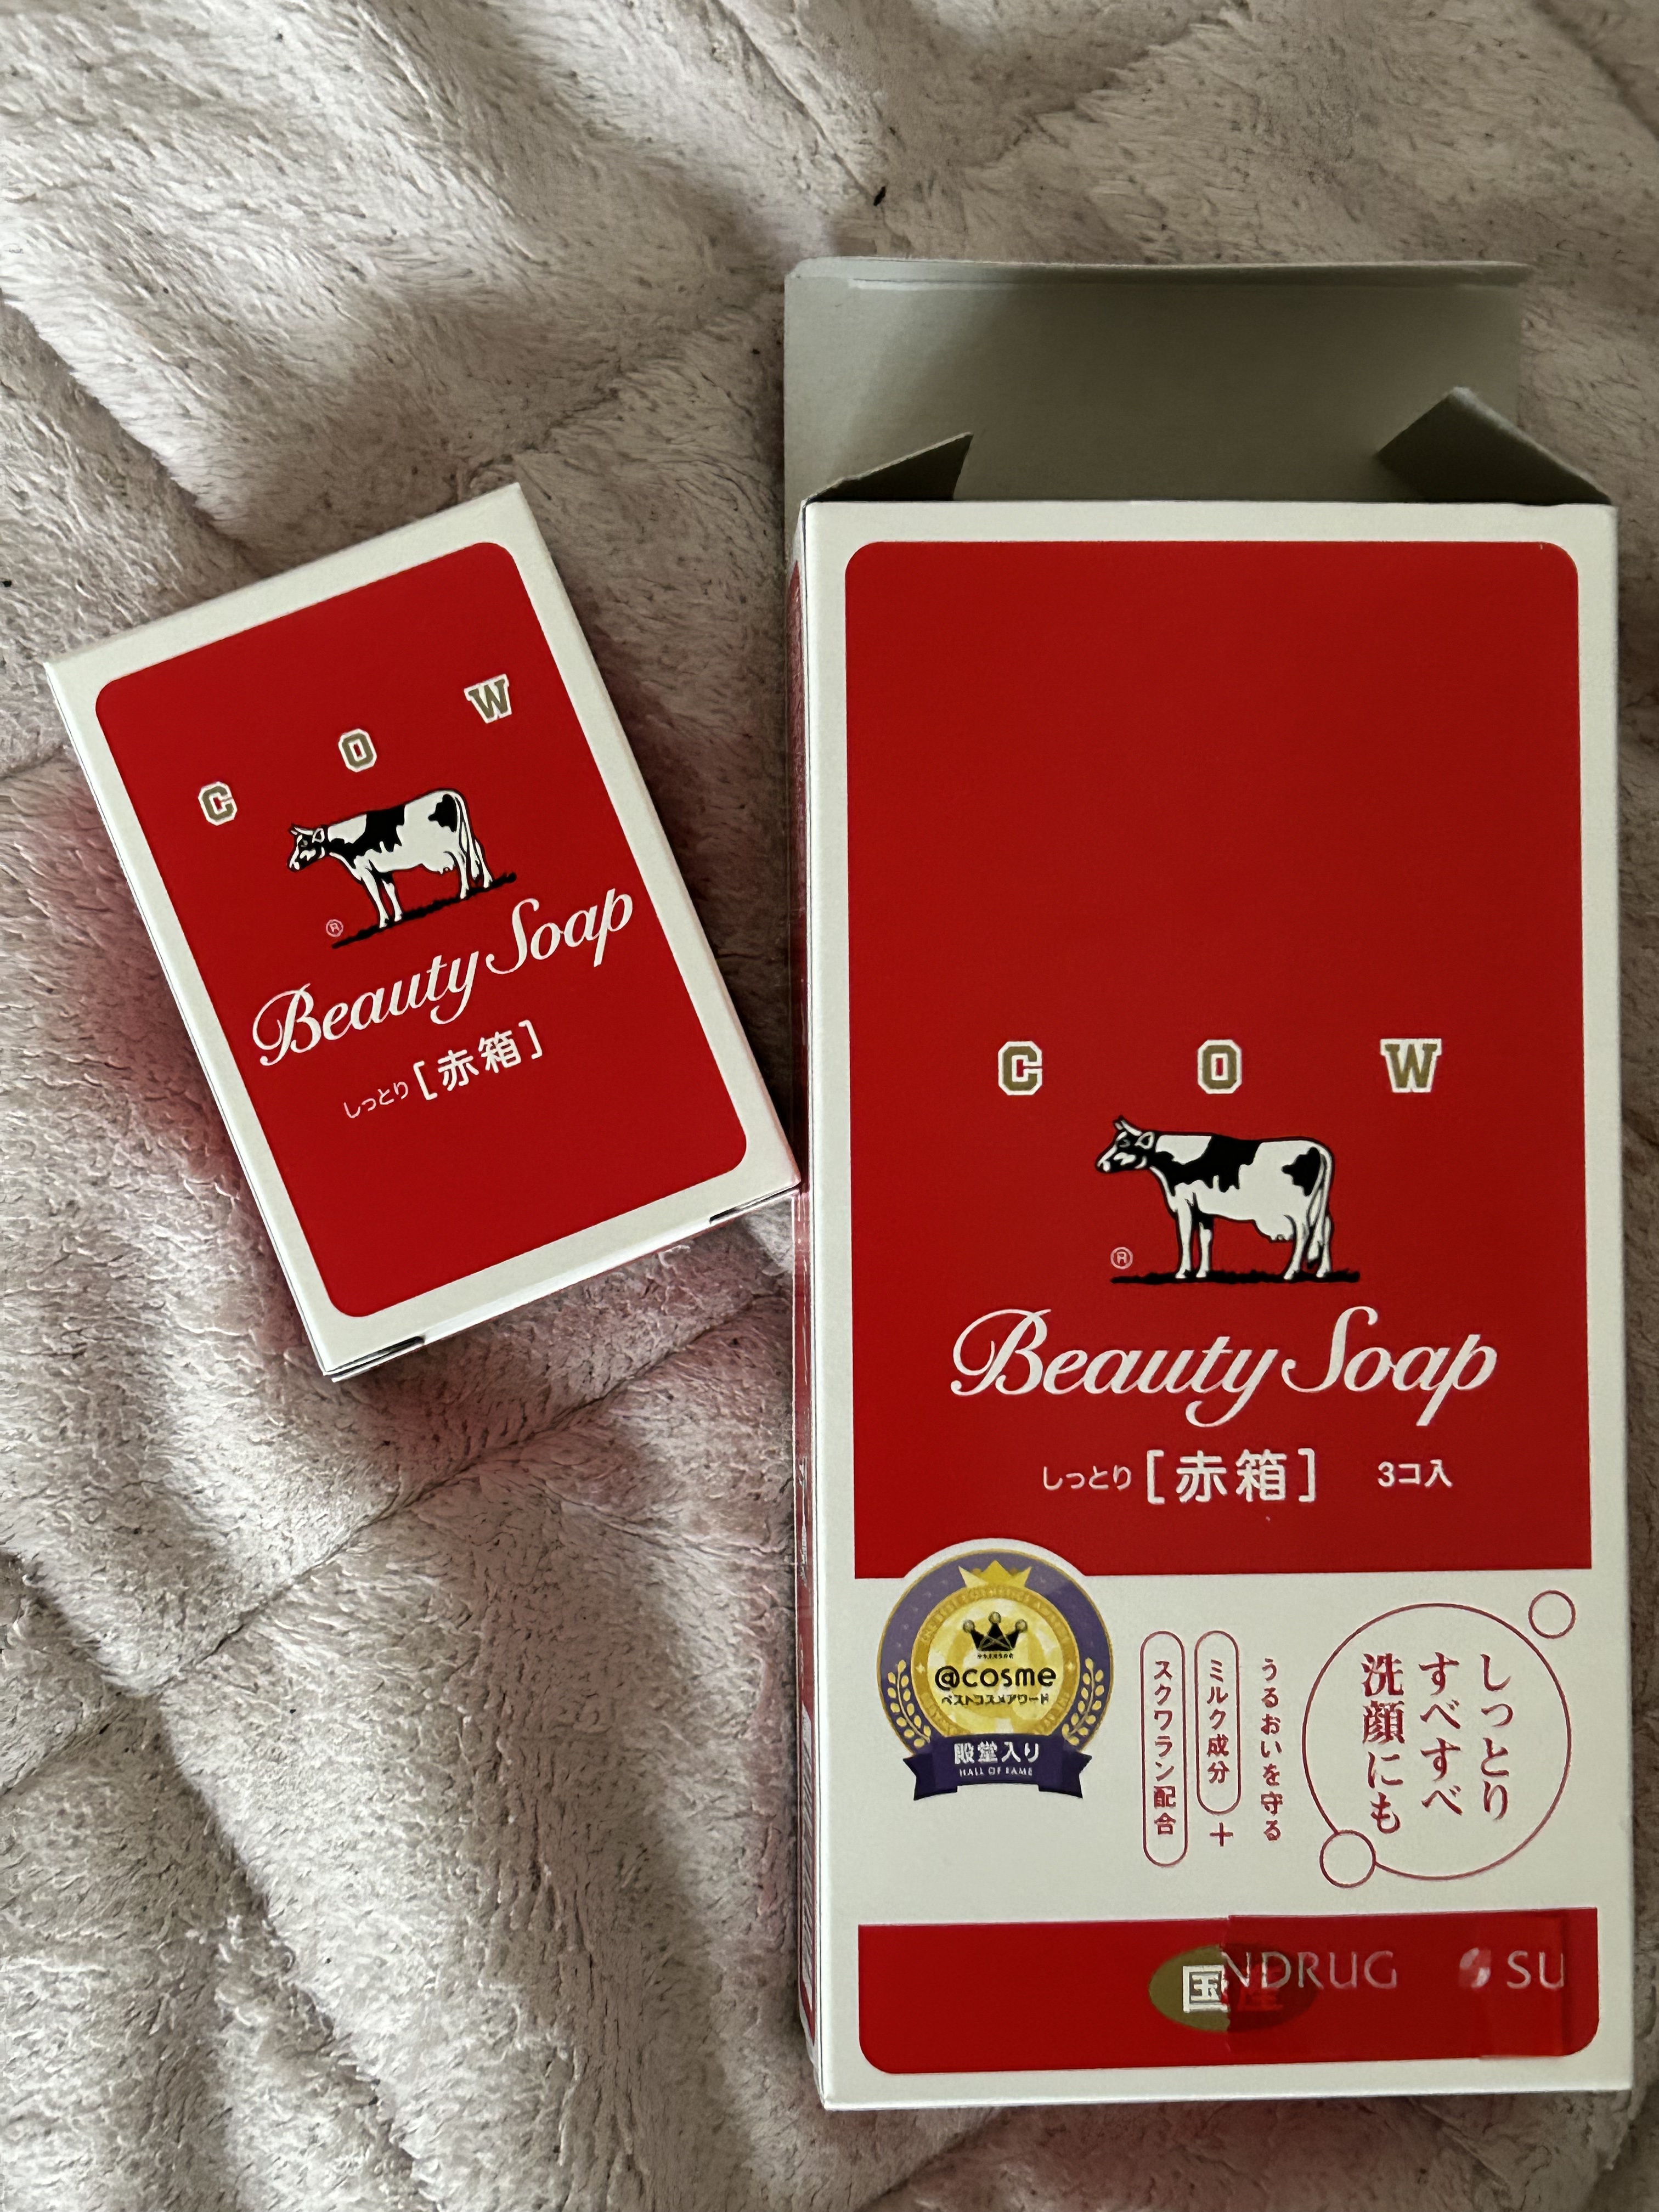 C O W
®
Beauty Soap
しっとり [赤箱]
C O W
®
Beauty Soap
しっとり [赤箱] 3コ入
しっとり
すべすべ
洗顔にも
うるおいを守る
ミルク成分+
スクワラン配合
@cosme
ベストコスメアワード
殿堂入り
HALL OF FAME
国産
NDRUG SU